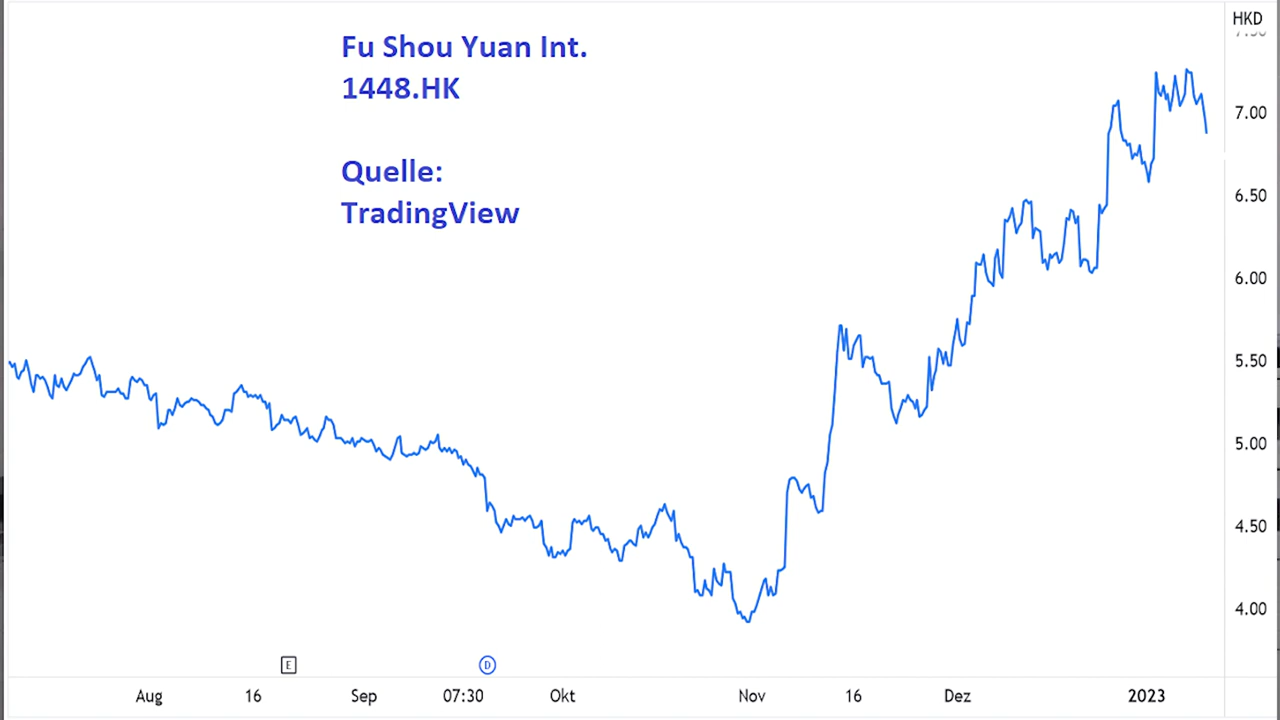 HKD
Fu Shou Yuan Int.
1448.HK
Quelle:
TradingView
7.00
6.50
6.00
5.50
5.00
4.50
4.00
E
D
Aug 16 Sep 07:30 Okt Nov 16 Dez 2023